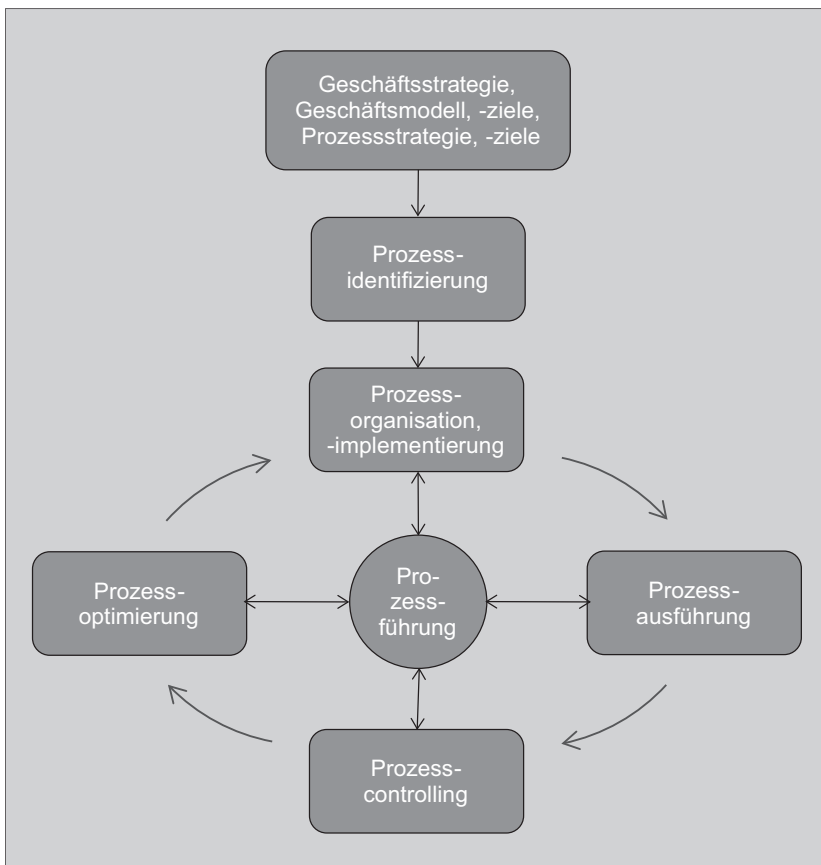 Geschäftsstrategie,
Geschäftsmodell, -ziele,
Prozessstrategie, -ziele
Prozess-
identifizierung
Prozess-
organisation,
-implementierung
Prozess-
optimierung
Pro-
zess-
führung
Prozess-
ausführung
Prozess-
controlling